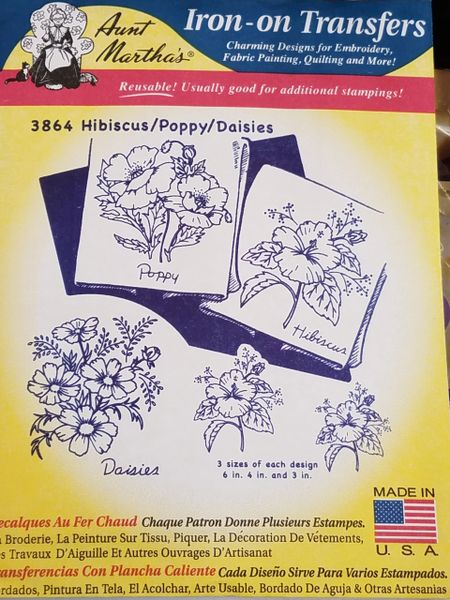 Aunt Martha's®
Iron-on Transfers
Charming Designs for Embroidery,
Fabric Painting, Quilting and More!
Reusable! Usually good for additional stampings!
3864 Hibiscus/Poppy/Daisies
Poppy
Hibiscus
Daisies
3 sizes of each design
6 in. 4 in. and 3 in.
MADE IN
U. S. A.
Au Fer Chaud Chaque Patron Donne Plusieurs Estampes.
Broderie, La Peinture Sur Tissu, Piquer, La Décoration De Vétements,
Travaux D'Aiguille Et Autres Ouvrages D'Artisanat
Con Plancha Caliente Cada Diseño Sirve Para Varios Estampados.
Pintura En Tela, El Acolchar, Arte Usable, Bordado De Aguja & Otras Artesanias